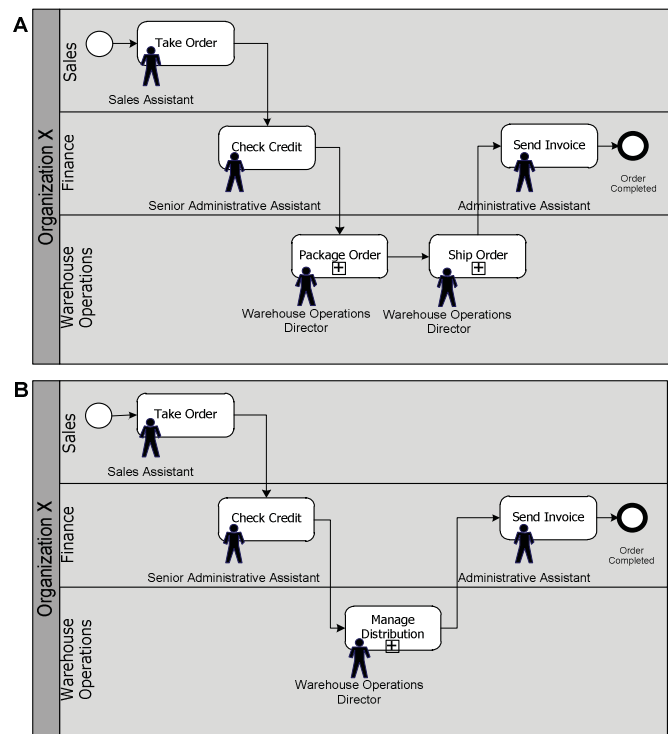 A
Organization X
Sales
Take Order
Sales Assistant
Finance
Check Credit
Senior Administrative Assistant
Send Invoice
Administrative Assistant
Order
Completed
Warehouse
Operations
Package Order
Warehouse Operations
Director
Ship Order
Warehouse Operations
Director
B
Organization X
Sales
Take Order
Sales Assistant
Finance
Check Credit
Senior Administrative Assistant
Send Invoice
Administrative Assistant
Order
Completed
Warehouse
Operations
Manage
Distribution
Warehouse Operations
Director